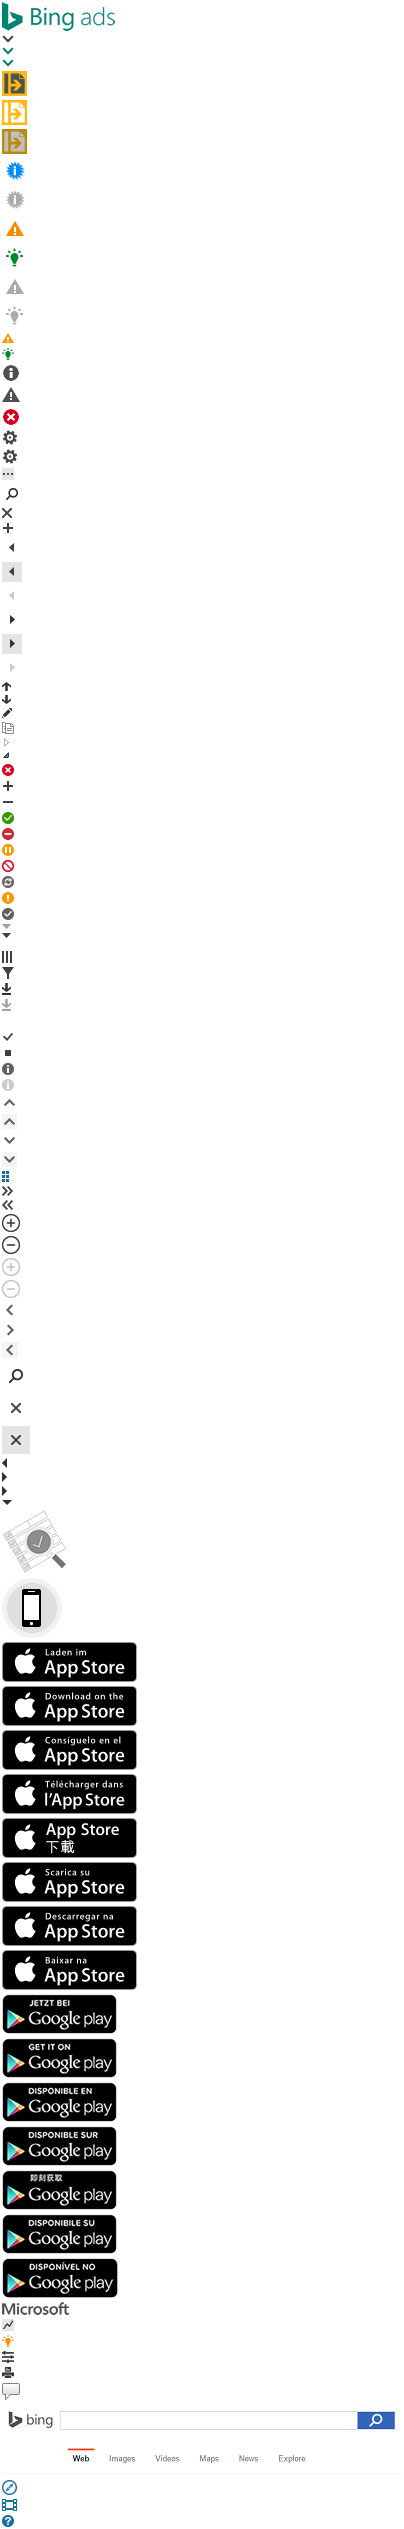 Bing ads
Laden im
App Store
Download on the
App Store
Consíguelo en el
App Store
Télécharger dans
l'App Store
App Store
下載
Scarica su
App Store
Descarregar na
App Store
Baixar na
App Store
JETZT BEI
Google play
GET IT ON
Google play
DISPONIBLE EN
Google play
DISPONIBLE SUR
Google play
即刻获取
Google play
DISPONIBILE SU
Google play
DISPONÍVEL NO
Google play
Microsoft
bing
Web Images Videos Maps News Explore